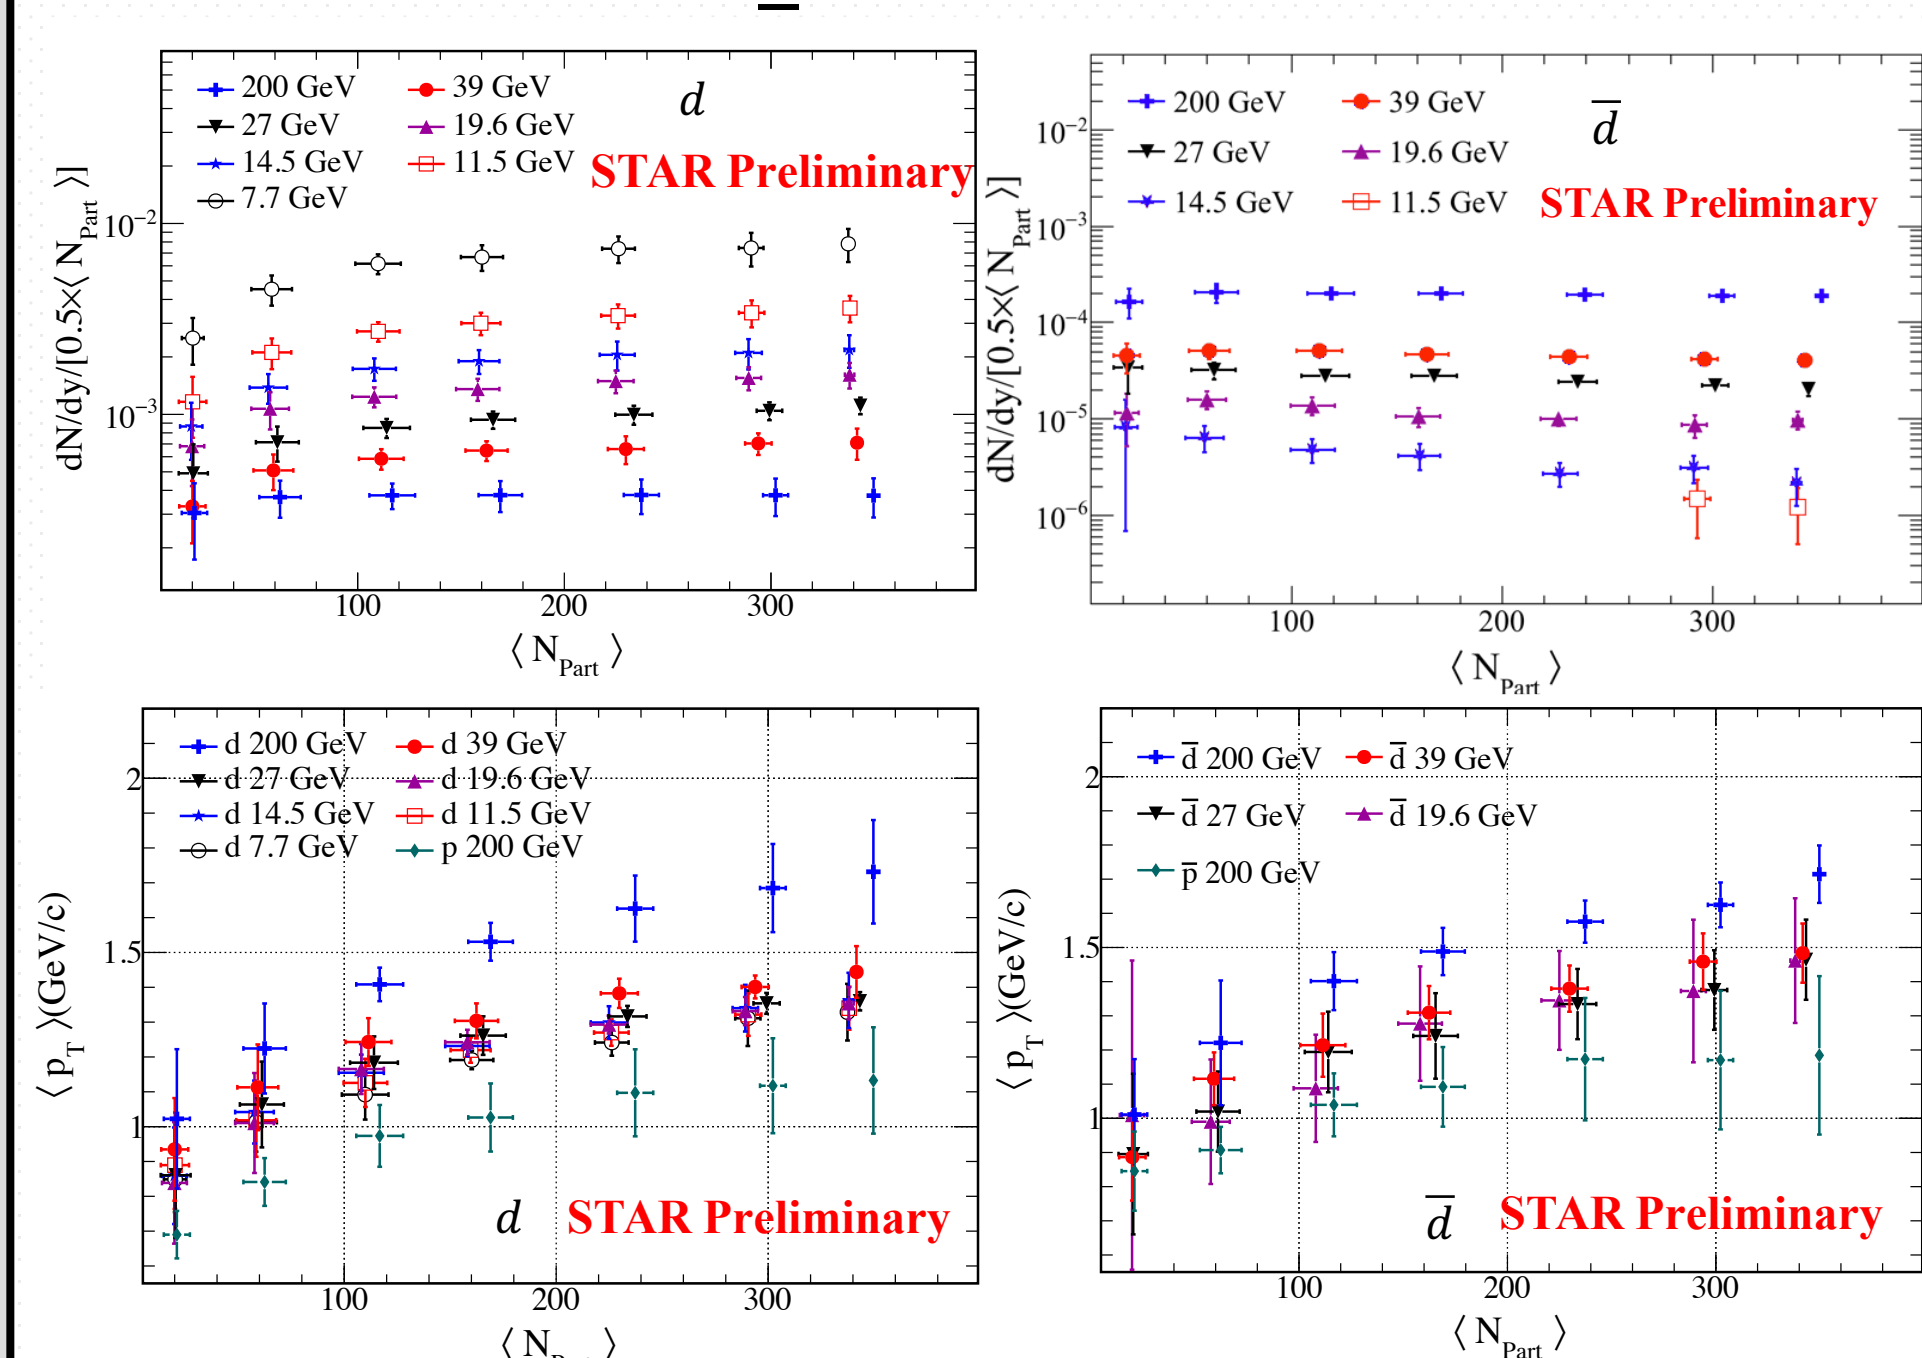 200 GeV 39 GeV
27 GeV 19.6 GeV
14.5 GeV 11.5 GeV
7.7 GeV
d
STAR Preliminary
10⁻²
10⁻³
dN/dy/[0.5×⟨ N_Part ⟩]
100 200 300
⟨ N_Part ⟩
200 GeV 39 GeV
27 GeV 19.6 GeV
14.5 GeV 11.5 GeV
d̅
STAR Preliminary
10⁻²
10⁻³
10⁻⁴
10⁻⁵
10⁻⁶
dN/dy/[0.5×⟨ N_Part ⟩]
100 200 300
⟨ N_Part ⟩
d 200 GeV d 39 GeV
d 27 GeV d 19.6 GeV
d 14.5 GeV d 11.5 GeV
d 7.7 GeV p 200 GeV
2
1.5
1
⟨ p_T ⟩(GeV/c)
d STAR Preliminary
100 200 300
⟨ N_Part ⟩
d̅ 200 GeV d̅ 39 GeV
d̅ 27 GeV d̅ 19.6 GeV
p̅ 200 GeV
2
1.5
1
⟨ p_T ⟩(GeV/c)
d̅ STAR Preliminary
100 200 300
⟨ N_Part ⟩